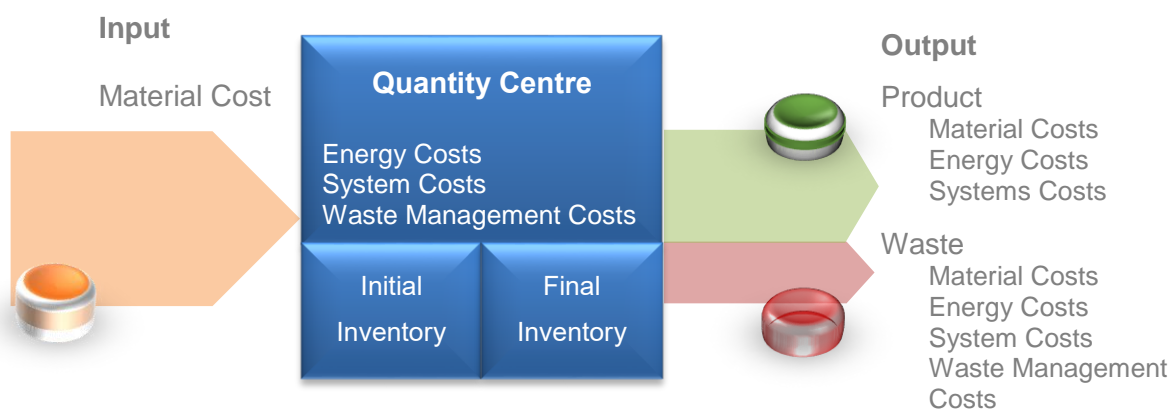 Input
Material Cost
Quantity Centre
Energy Costs
System Costs
Waste Management Costs
Initial
Inventory
Final
Inventory
Output
Product
Material Costs
Energy Costs
Systems Costs
Waste
Material Costs
Energy Costs
System Costs
Waste Management
Costs